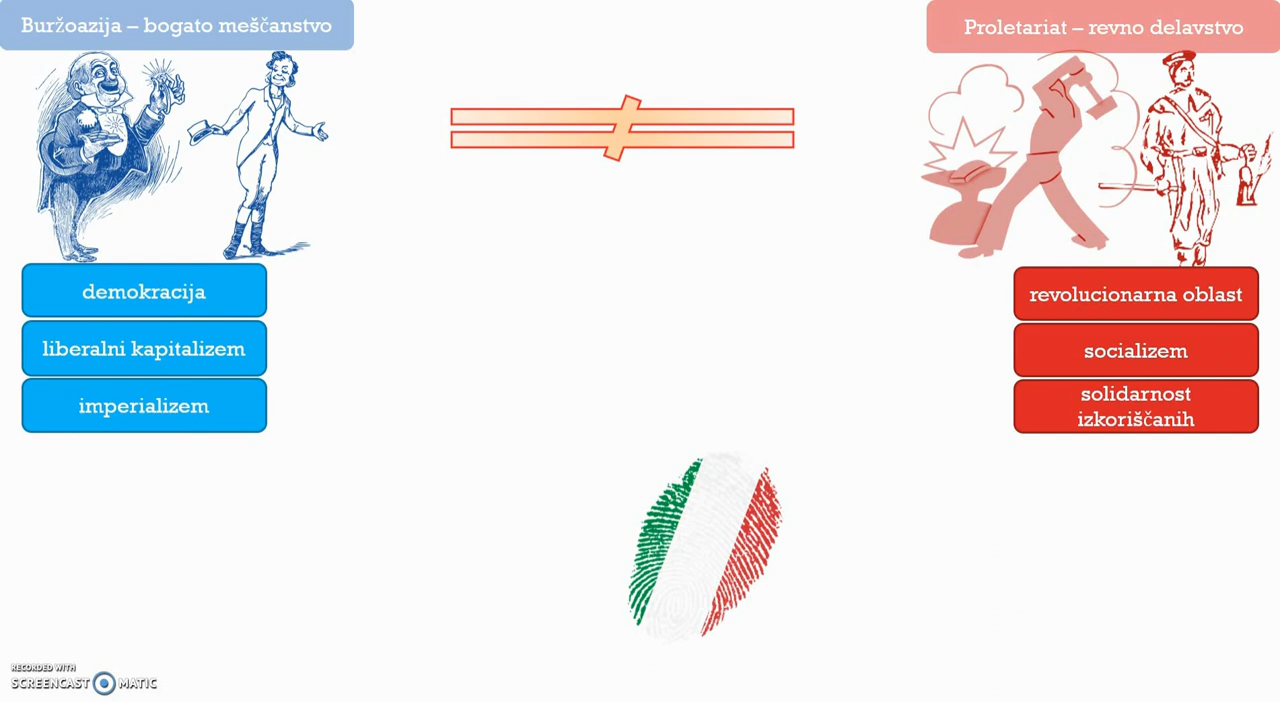 Buržoazija – bogato meščanstvo
Proletariat – revno delavstvo
demokracija
liberalni kapitalizem
imperializem
revolucionarna oblast
socializem
solidarnost
izkoriščanih
RECORDED WITH
SCREENCAST MATIC